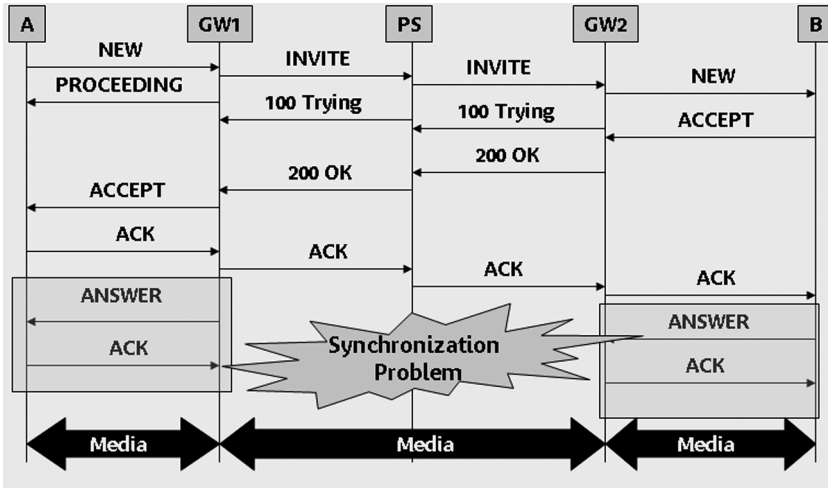 A GW1 PS GW2 B
NEW
INVITE
INVITE
NEW
PROCEEDING
100 Trying
100 Trying
ACCEPT
200 OK
200 OK
ACCEPT
ACK
ACK
ACK
ACK
ANSWER
ANSWER
Synchronization
Problem
ACK
ACK
Media Media Media